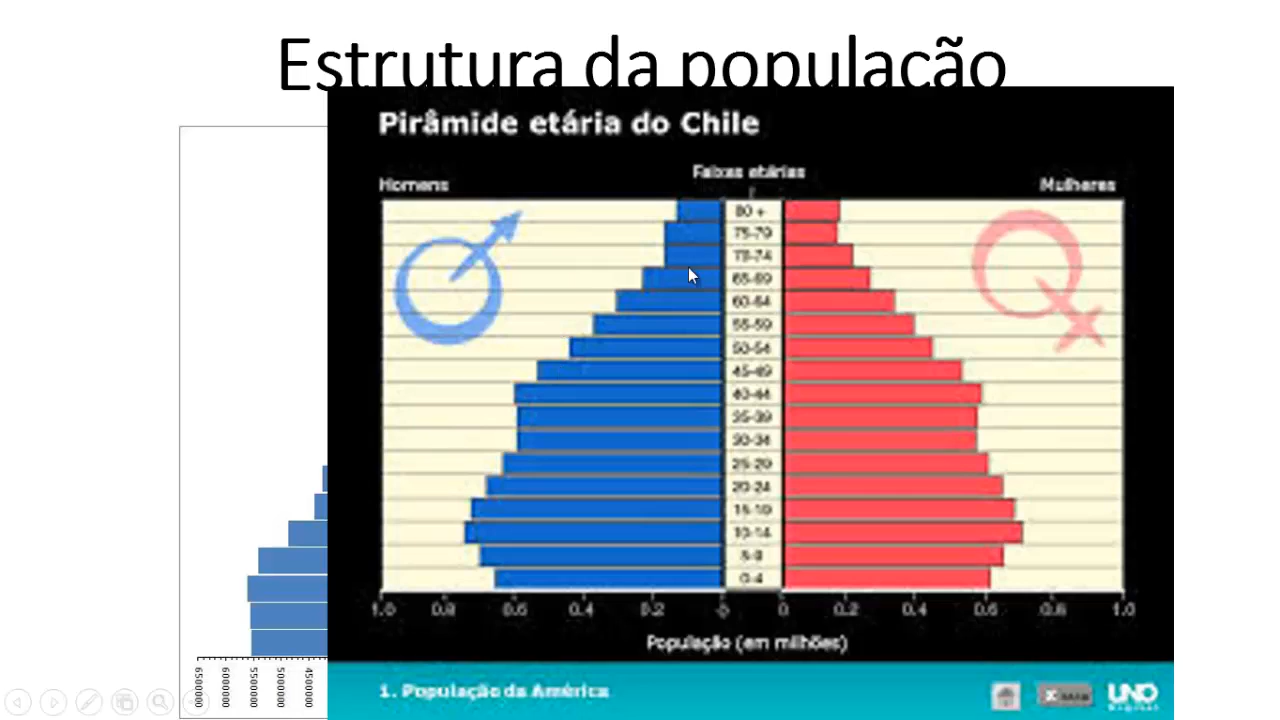 Estrutura da população
Pirâmide etária do Chile
Faixas etárias
Homens
Mulheres
80 +
75-79
70-74
65-69
60-64
55-59
50-54
45-49
40-44
35-39
30-34
25-29
20-24
15-19
10-14
5-9
0-4
1.0 0.8 0.6 0.4 0.2 0 0 0.2 0.4 0.6 0.8 1.0
População (em milhões)
6500000
6000000
5500000
5000000
4500000
1. População da América
UNO